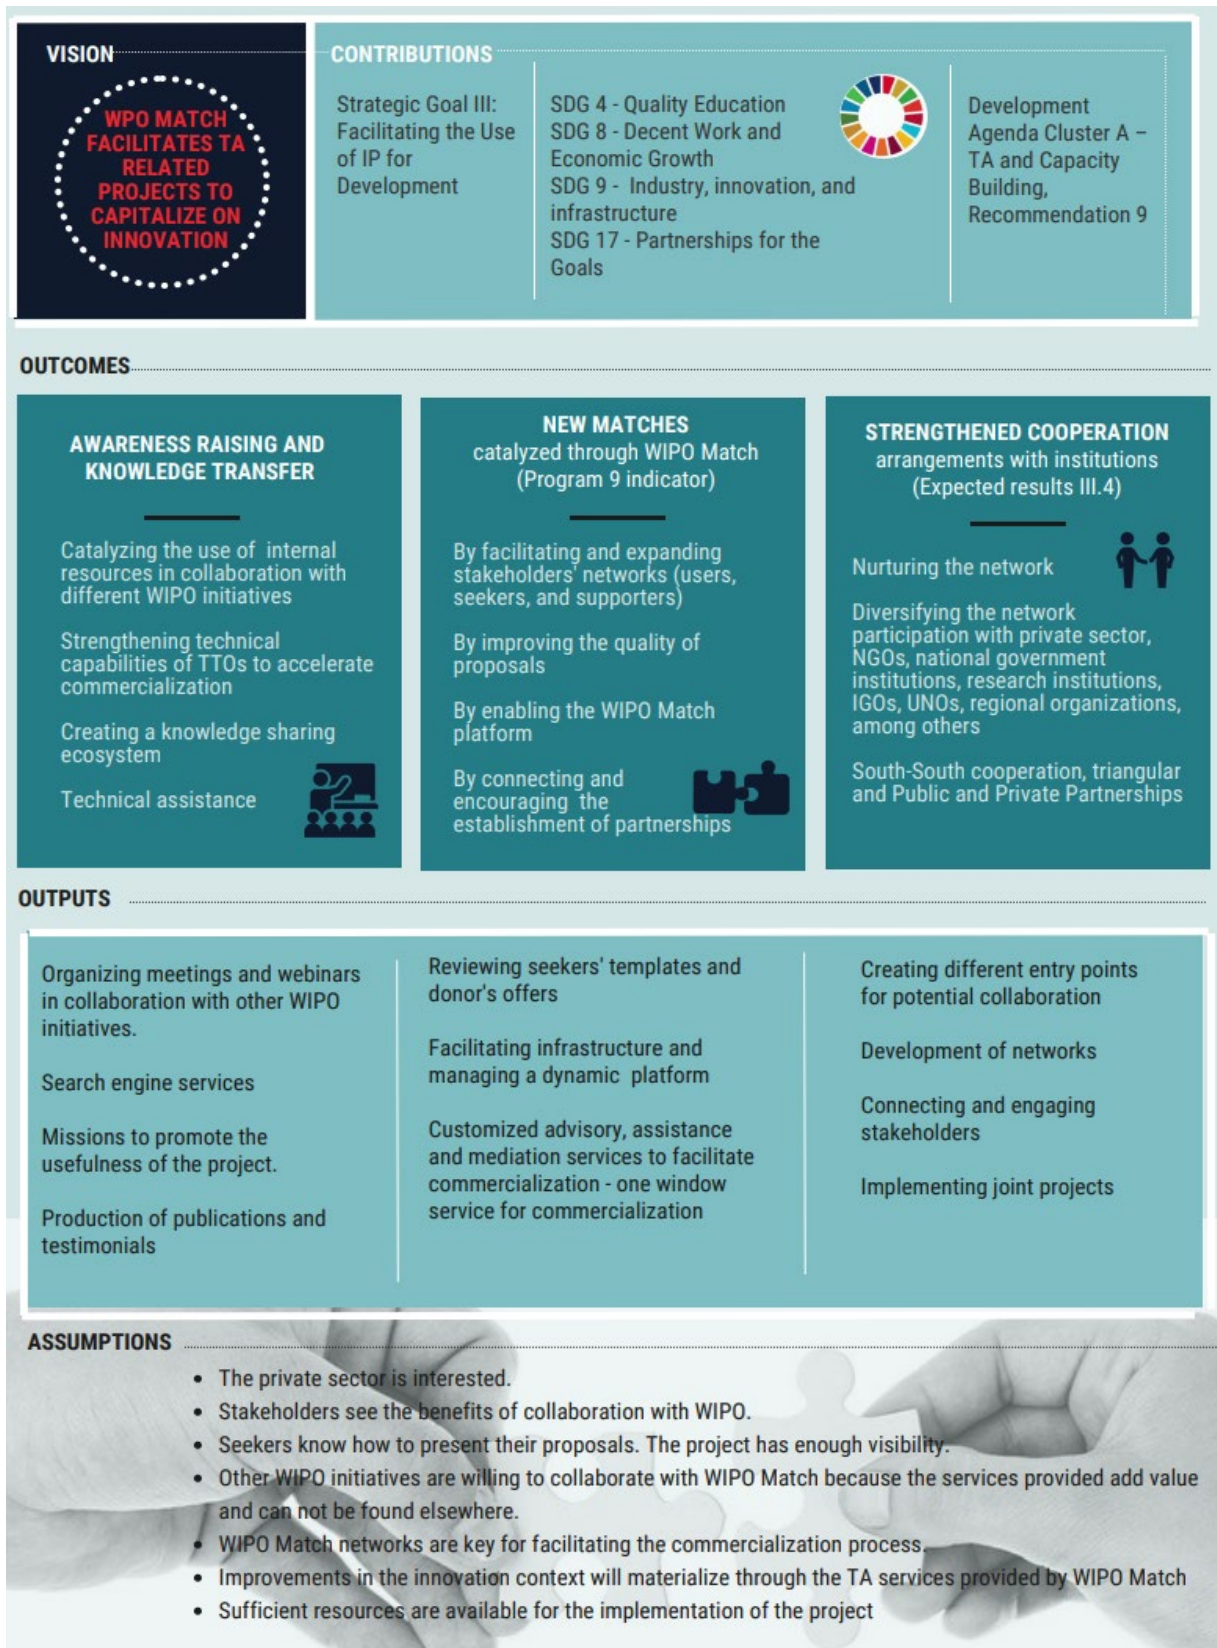 VISION
WPO MATCH
FACILITATES TA
RELATED
PROJECTS TO
CAPITALIZE ON
INNOVATION
CONTRIBUTIONS
Strategic Goal III:
Facilitating the Use
of IP for
Development
SDG 4 - Quality Education
SDG 8 - Decent Work and
Economic Growth
SDG 9 - Industry, innovation, and
infrastructure
SDG 17 - Partnerships for the
Goals
Development
Agenda Cluster A –
TA and Capacity
Building,
Recommendation 9
OUTCOMES
AWARENESS RAISING AND
KNOWLEDGE TRANSFER
Catalyzing the use of internal
resources in collaboration with
different WIPO initiatives
Strengthening technical
capabilities of TTOs to accelerate
commercialization
Creating a knowledge sharing
ecosystem
Technical assistance
NEW MATCHES
catalyzed through WIPO Match
(Program 9 indicator)
By facilitating and expanding
stakeholders' networks (users,
seekers, and supporters)
By improving the quality of
proposals
By enabling the WIPO Match
platform
By connecting and
encouraging the
establishment of partnerships
STRENGTHENED COOPERATION
arrangements with institutions
(Expected results III.4)
Nurturing the network
Diversifying the network
participation with private sector,
NGOs, national government
institutions, research institutions,
IGOs, UNOs, regional organizations,
among others
South-South cooperation, triangular
and Public and Private Partnerships
OUTPUTS
Organizing meetings and webinars
in collaboration with other WIPO
initiatives.
Search engine services
Missions to promote the
usefulness of the project.
Production of publications and
testimonials
Reviewing seekers' templates and
donor's offers
Facilitating infrastructure and
managing a dynamic platform
Customized advisory, assistance
and mediation services to facilitate
commercialization - one window
service for commercialization
Creating different entry points
for potential collaboration
Development of networks
Connecting and engaging
stakeholders
Implementing joint projects
ASSUMPTIONS
• The private sector is interested.
• Stakeholders see the benefits of collaboration with WIPO.
• Seekers know how to present their proposals. The project has enough visibility.
• Other WIPO initiatives are willing to collaborate with WIPO Match because the services provided add value
and can not be found elsewhere.
• WIPO Match networks are key for facilitating the commercialization process.
• Improvements in the innovation context will materialize through the TA services provided by WIPO Match
• Sufficient resources are available for the implementation of the project